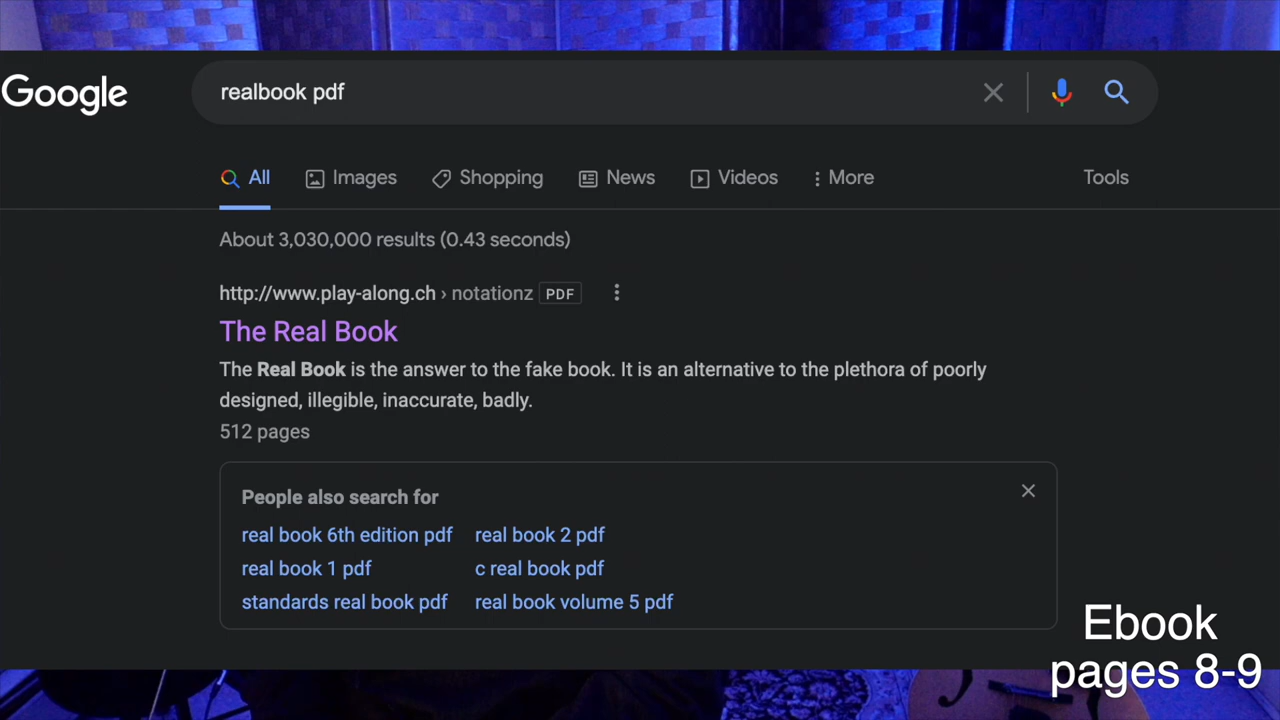 Google
realbook pdf
All Images Shopping News Videos More Tools
About 3,030,000 results (0.43 seconds)
http://www.play-along.ch › notationz PDF
The Real Book
The Real Book is the answer to the fake book. It is an alternative to the plethora of poorly
designed, illegible, inaccurate, badly.
512 pages
People also search for
real book 6th edition pdf real book 2 pdf
real book 1 pdf c real book pdf
standards real book pdf real book volume 5 pdf
Ebook
pages 8-9